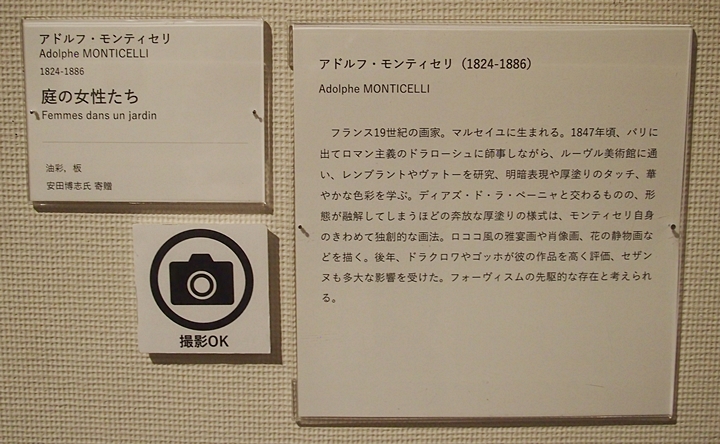 アドルフ・モンティセリ
Adolphe MONTICELLI
1824-1886
庭の女性たち
Femmes dans un jardin
油彩、板
安田博志氏 寄贈
撮影OK
アドルフ・モンティセリ（1824-1886）
Adolphe MONTICELLI
フランス19世紀の画家。マルセイユに生まれる。1847年頃、パリに
出てロマン主義のドラローシュに師事しながら、ルーヴル美術館に通
い、レンブラントやヴァトーを研究、明暗表現や厚塗りのタッチ、華
やかな色彩を学ぶ。ディアズ・ド・ラ・ペーニャと交わるものの、形
態が融解してしまうほどの奔放な厚塗りの様式は、モンティセリ自身
のきわめて独創的な画法。ロココ風の雅宴画や肖像画、花の静物画な
どを描く。後年、ドラクロワやゴッホが彼の作品を高く評価、セザン
ヌも多大な影響を受けた。フォーヴィスムの先駆的な存在と考えられ
る。